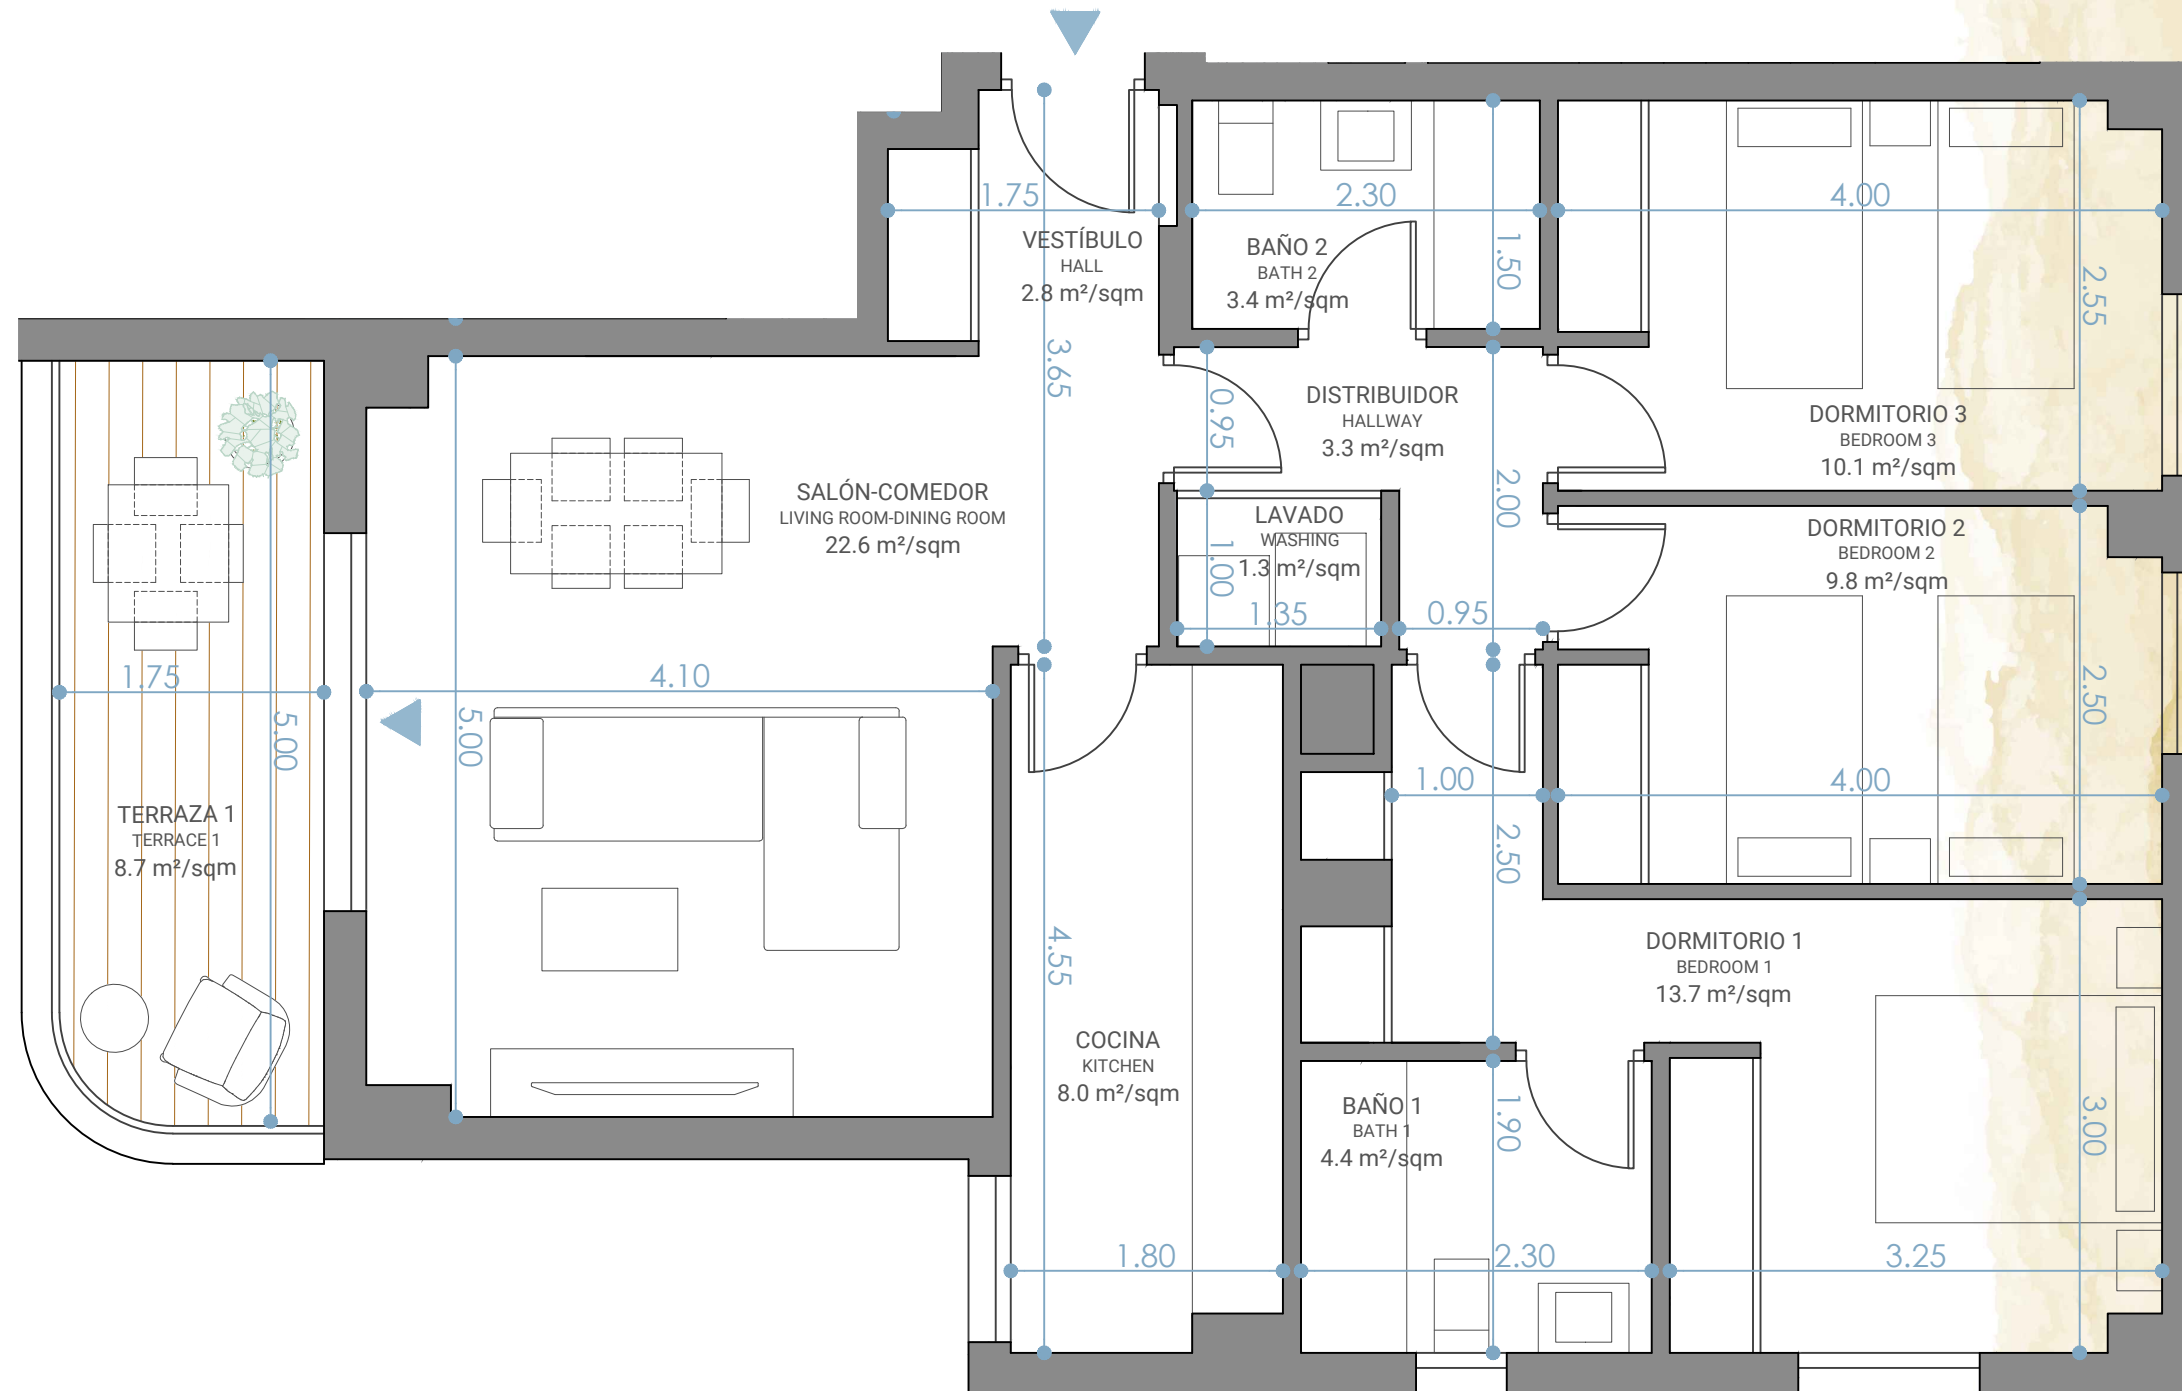 1.75
VESTÍBULO
HALL
2.8 m²/sqm
3.65
2.30
BAÑO 2
BATH 2
3.4 m²/sqm
1.50
4.00
2.55
DORMITORIO 3
BEDROOM 3
10.1 m²/sqm
0.95
DISTRIBUIDOR
HALLWAY
3.3 m²/sqm
2.00
SALÓN-COMEDOR
LIVING ROOM-DINING ROOM
22.6 m²/sqm
LAVADO
WASHING
1.3 m²/sqm
1.00
1.35
0.95
DORMITORIO 2
BEDROOM 2
9.8 m²/sqm
2.50
4.00
1.75
5.00
4.10
5.00
TERRAZA 1
TERRACE 1
8.7 m²/sqm
1.00
2.50
4.55
DORMITORIO 1
BEDROOM 1
13.7 m²/sqm
COCINA
KITCHEN
8.0 m²/sqm
BAÑO 1
BATH 1
4.4 m²/sqm
1.90
3.00
1.80
2.30
3.25